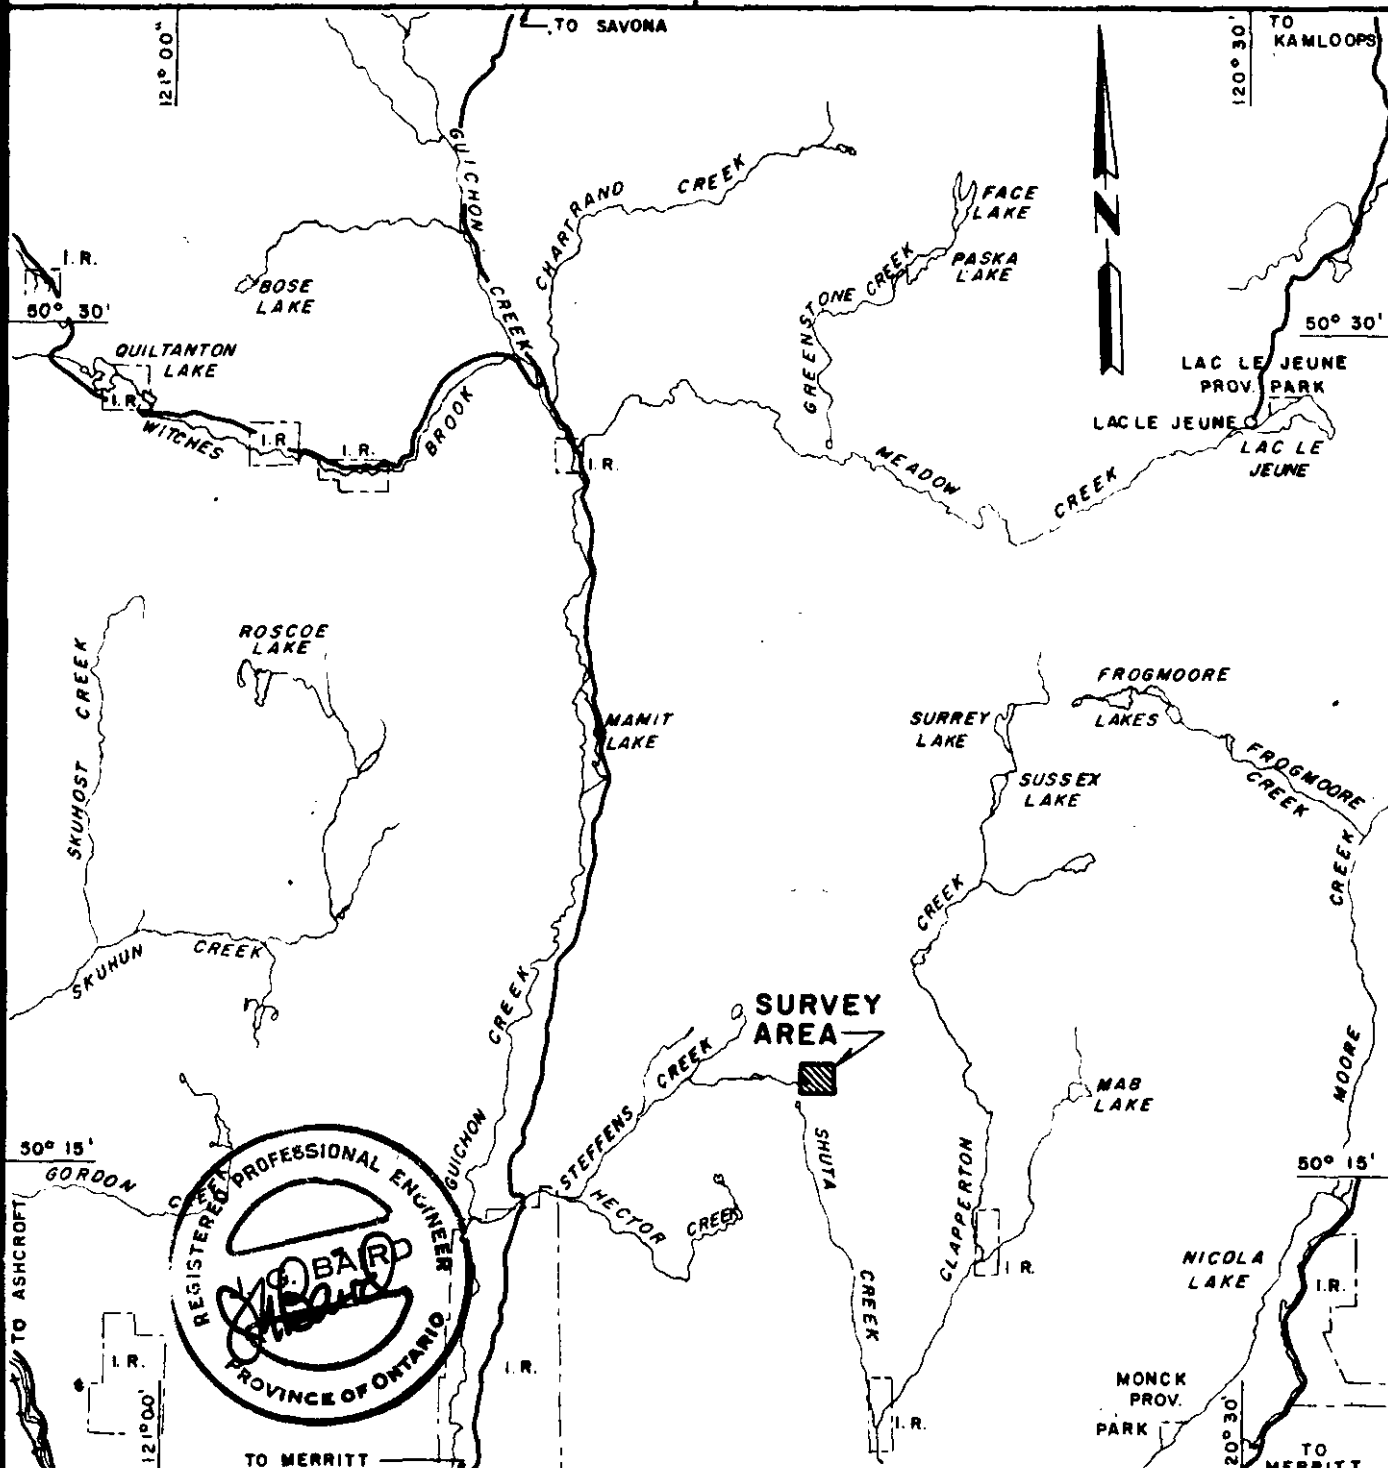 TO SAVONA
TO
KAMLOOPS
121° 00"
120° 30'
GUICHON
CREEK
CHARTRAND
CREEK
FACE
LAKE
PASKA
LAKE
GREENSTONE CREEK
I.R.
BOSE
LAKE
N
50° 30'
50° 30'
QUILTANTON
LAKE
I.R.
WITCHES
I.R.
I.R.
BROOK
I.R.
LAC LE JEUNE
PROV. PARK
LAC LE JEUNE
LAC LE
JEUNE
MEADOW
CREEK
SKUHOST CREEK
ROSCOE
LAKE
MAMIT
LAKE
SURREY
LAKE
SUSSEX
LAKE
FROGMOORE
LAKES
FROGMOORE
CREEK
CREEK
MOORE
CREEK
SKUHUN
CREEK
CREEK
GUICHON
SURVEY
AREA
STEFFENS
CREEK
MAB
LAKE
SHUTA
CREEK
CLAPPERTON
50° 15'
50° 15'
GORDON
CREEK
HECTOR
CREEK
I.R.
NICOLA
LAKE
I.R.
REGISTERED PROFESSIONAL ENGINEER
J.G. BAIRD
PROVINCE OF ONTARIO
TO ASHCROFT
I.R.
I.R.
I.R.
MONCK
PROV.
PARK
121° 00'
20° 30'
TO MERRITT
TO
MERRITT